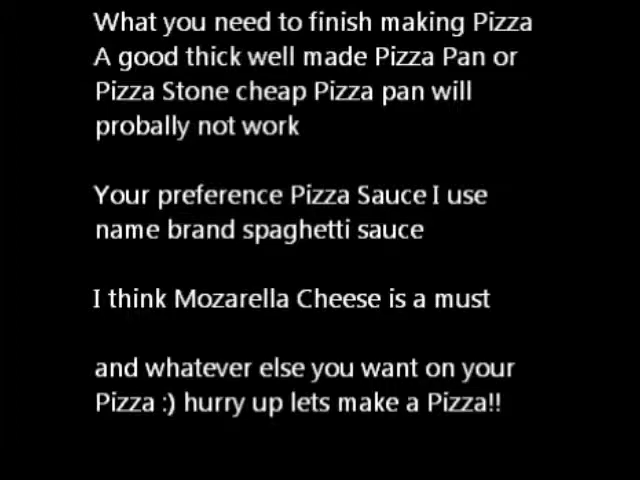 What you need to finish making Pizza
A good thick well made Pizza Pan or
Pizza Stone cheap Pizza pan will
probally not work
Your preference Pizza Sauce I use
name brand spaghetti sauce
I think Mozarella Cheese is a must
and whatever else you want on your
Pizza :) hurry up lets make a Pizza!!